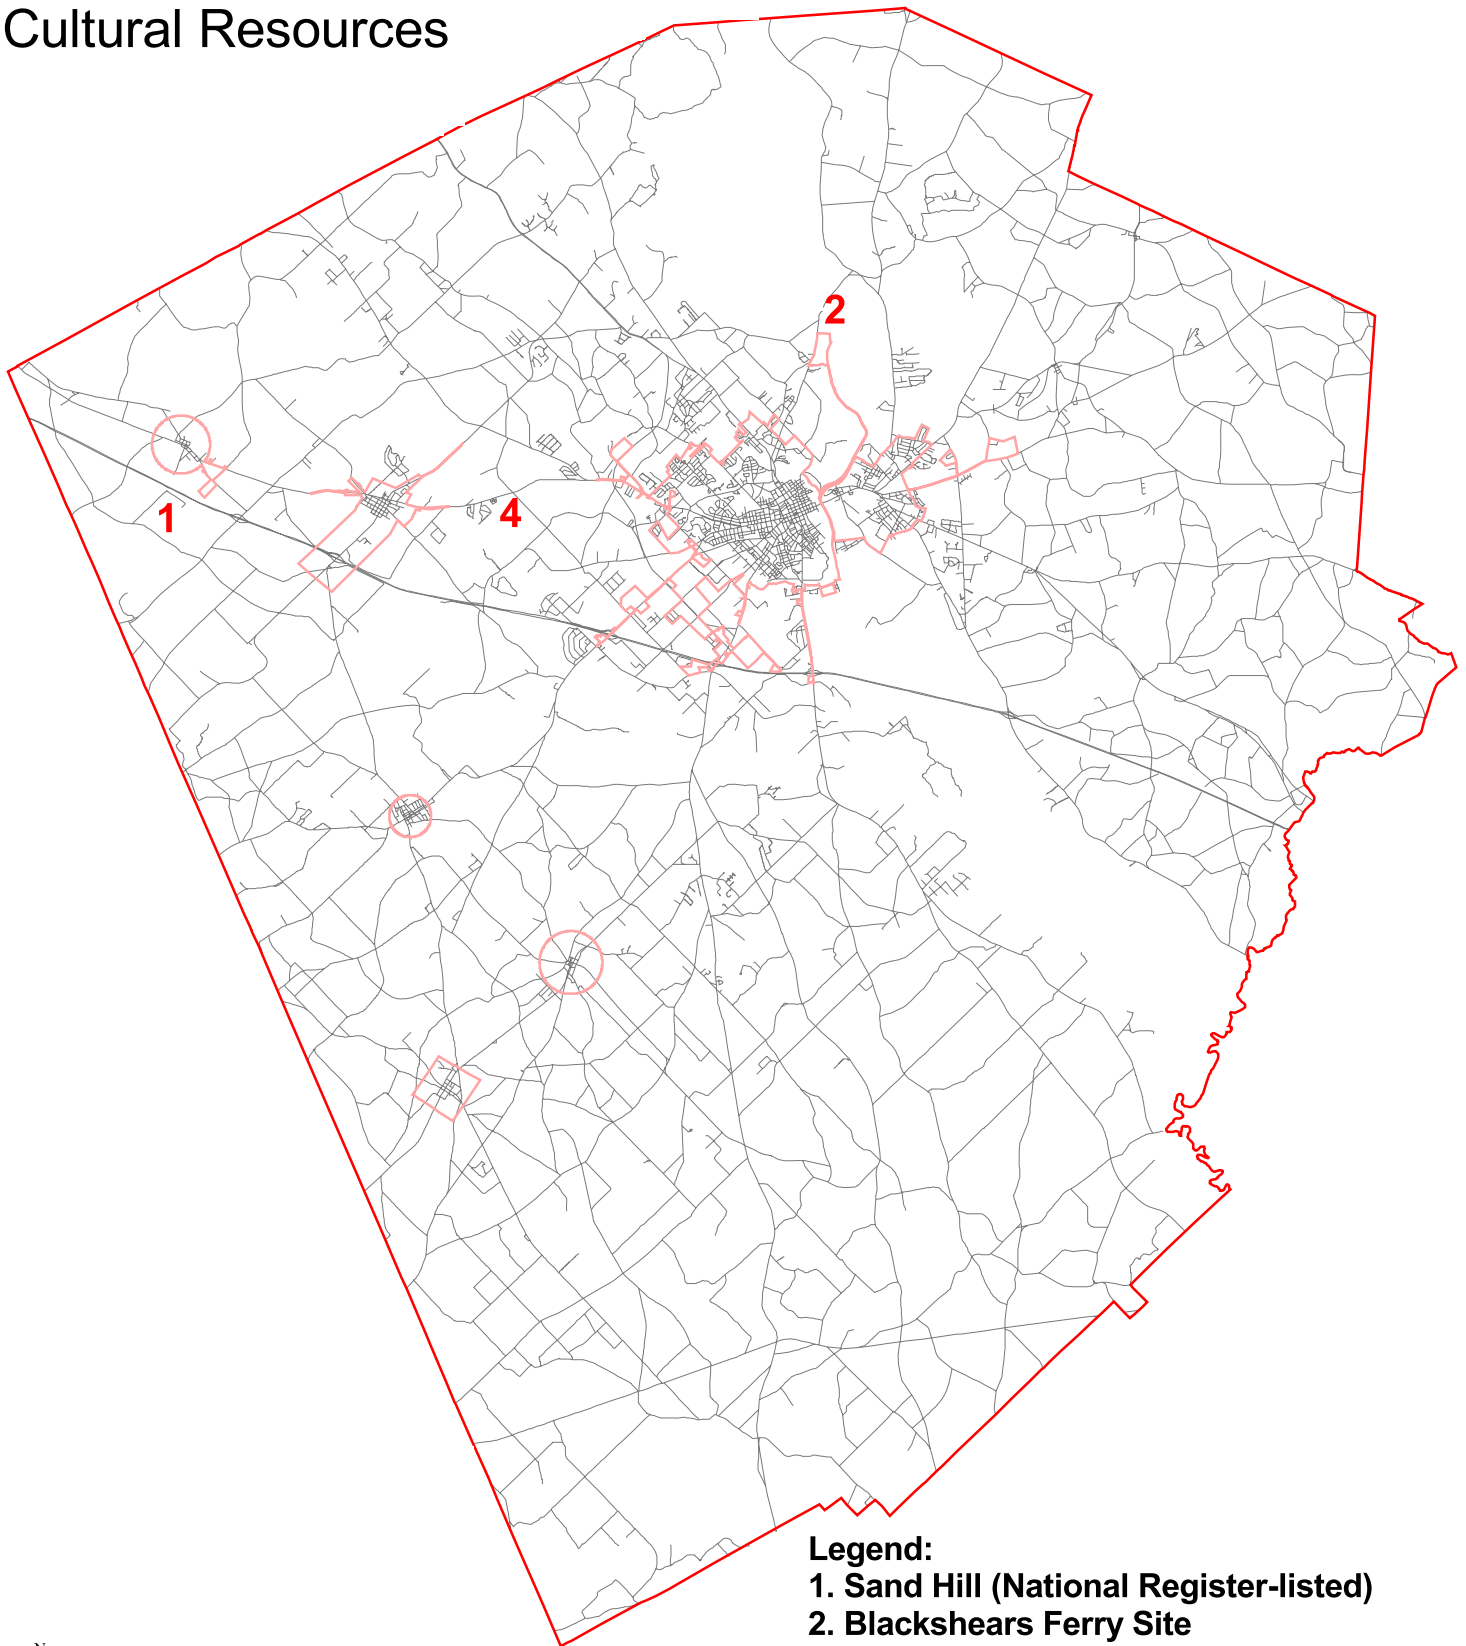 Cultural Resources
2
1
4
Legend:
1. Sand Hill (National Register-listed)
2. Blackshears Ferry Site
N